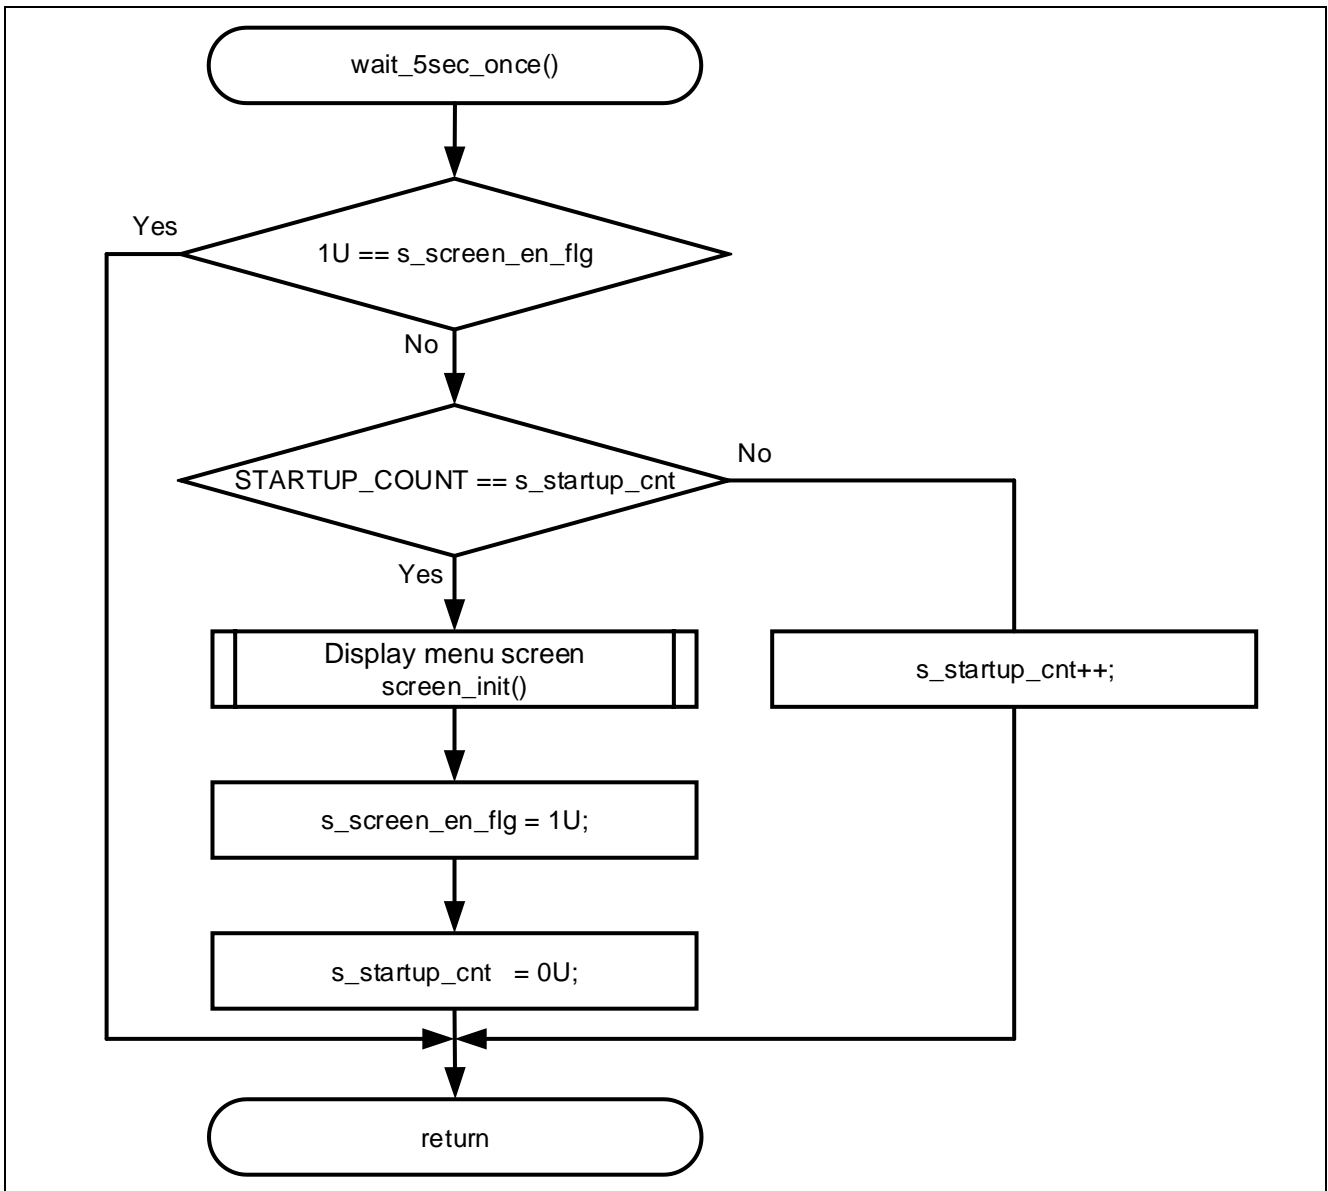 wait_5sec_once()
Yes
1U == s_screen_en_flg
No
No
STARTUP_COUNT == s_startup_cnt
Yes
Display menu screen
screen_init()
s_startup_cnt++;
s_screen_en_flg = 1U;
s_startup_cnt = 0U;
return